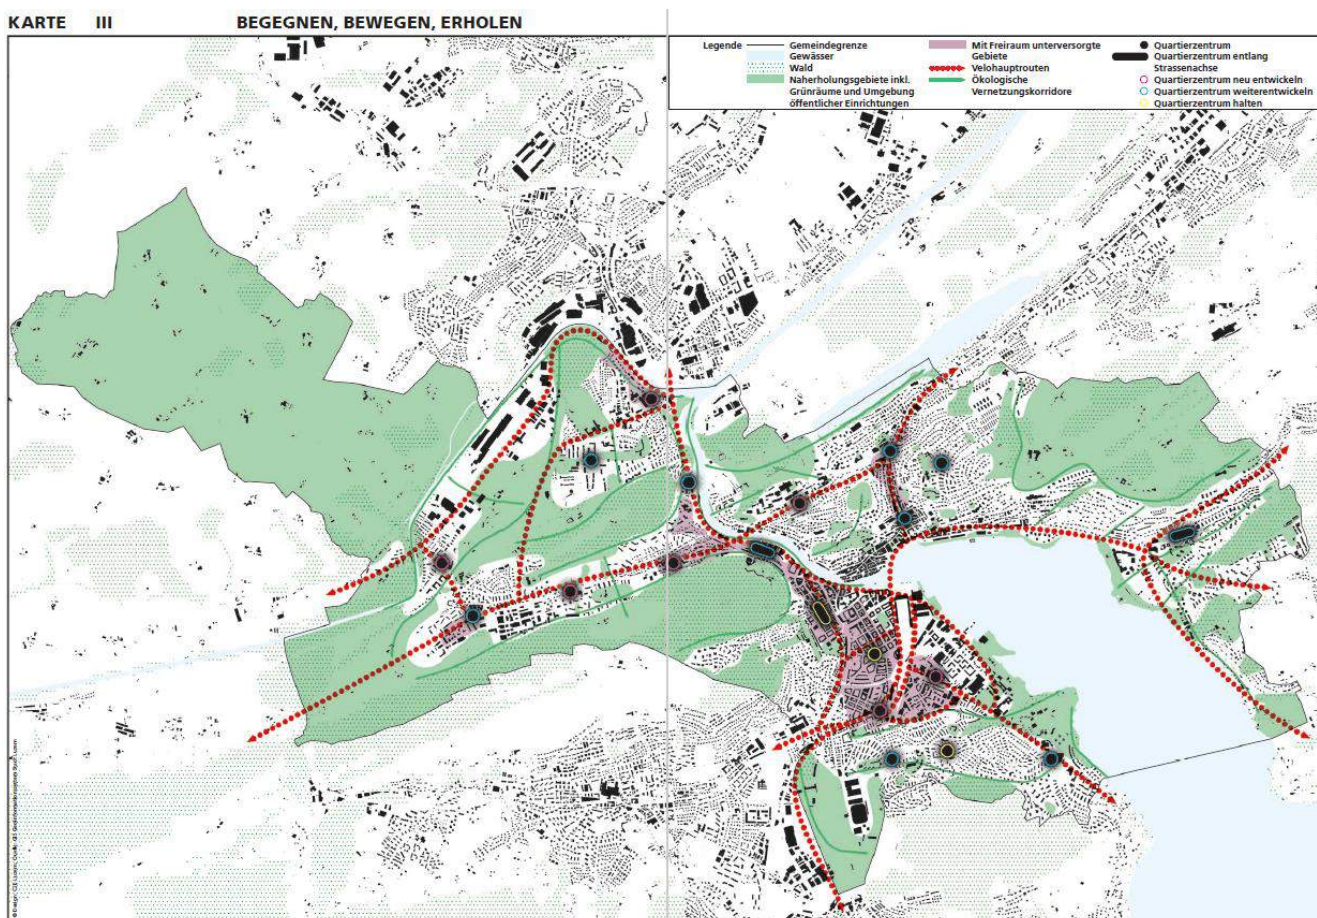 KARTE III BEGEGNEN, BEWEGEN, ERHOLEN
Legende
Gemeindegrenze
Gewässer
Wald
Naherholungsgebiete inkl.
Grünräume und Umgebung
öffentlicher Einrichtungen
Mit Freiraum unterversorgte
Gebiete
Velohauptrouten
Ökologische
Vernetzungskorridore
Quartierzentrum
Quartierzentrum entlang
Strassenachse
Quartierzentrum neu entwickeln
Quartierzentrum weiterentwickeln
Quartierzentrum halten